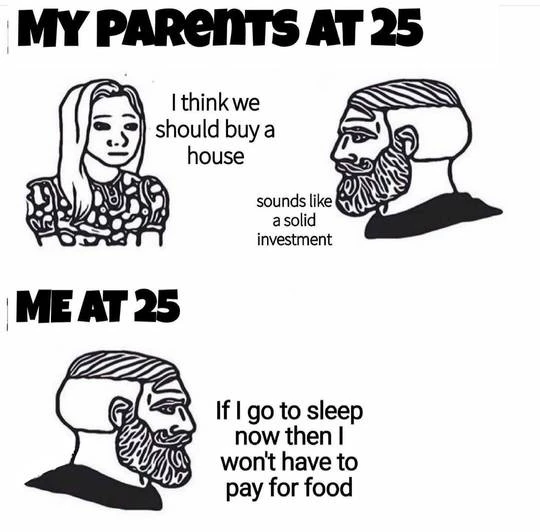 MY PARENTS AT 25
I think we
should buy a
house
sounds like
a solid
investment
ME AT 25
If I go to sleep
now then I
won't have to
pay for food